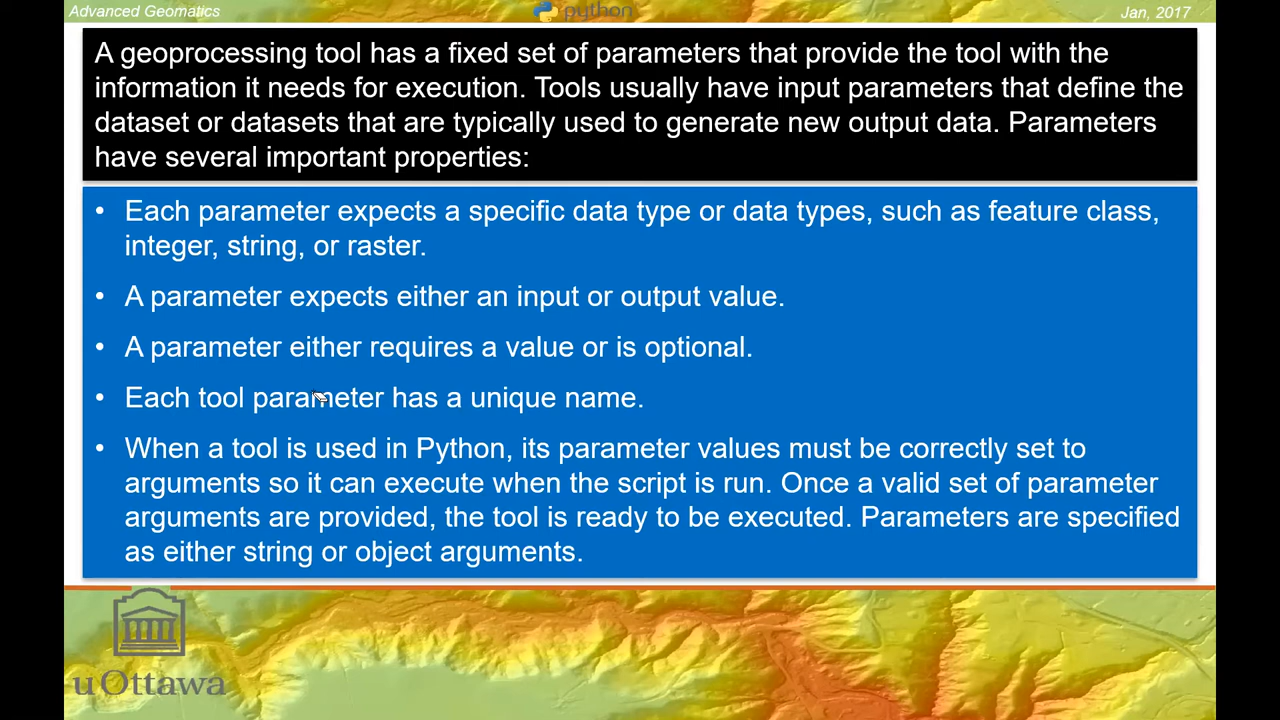 Advanced Geomatics
python
Jan, 2017
A geoprocessing tool has a fixed set of parameters that provide the tool with the
information it needs for execution. Tools usually have input parameters that define the
dataset or datasets that are typically used to generate new output data. Parameters
have several important properties:
• Each parameter expects a specific data type or data types, such as feature class,
integer, string, or raster.
• A parameter expects either an input or output value.
• A parameter either requires a value or is optional.
• Each tool parameter has a unique name.
• When a tool is used in Python, its parameter values must be correctly set to
arguments so it can execute when the script is run. Once a valid set of parameter
arguments are provided, the tool is ready to be executed. Parameters are specified
as either string or object arguments.
uOttawa